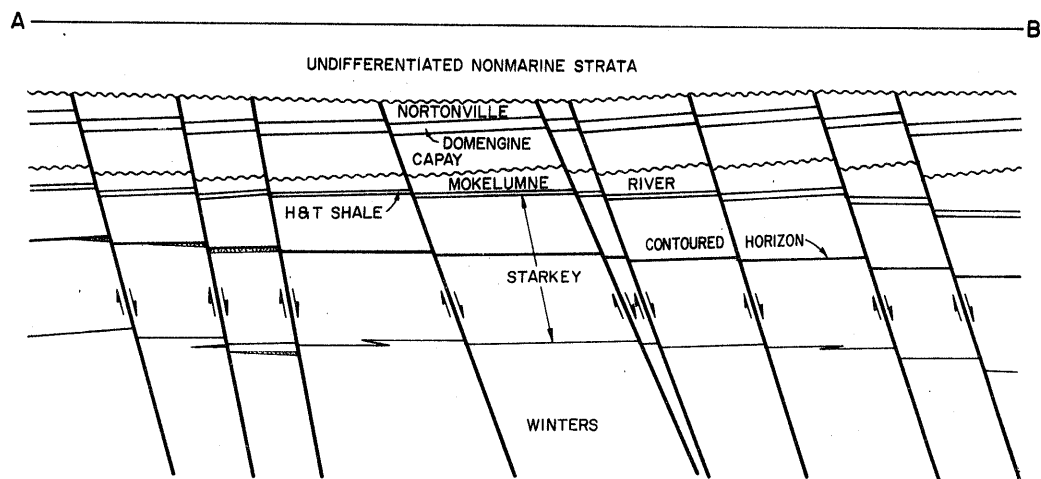 A
B
UNDIFFERENTIATED NONMARINE STRATA
NORTONVILLE
DOMENGINE
CAPAY
MOKELUMNE RIVER
H&T SHALE
CONTOURED HORIZON
STARKEY
WINTERS